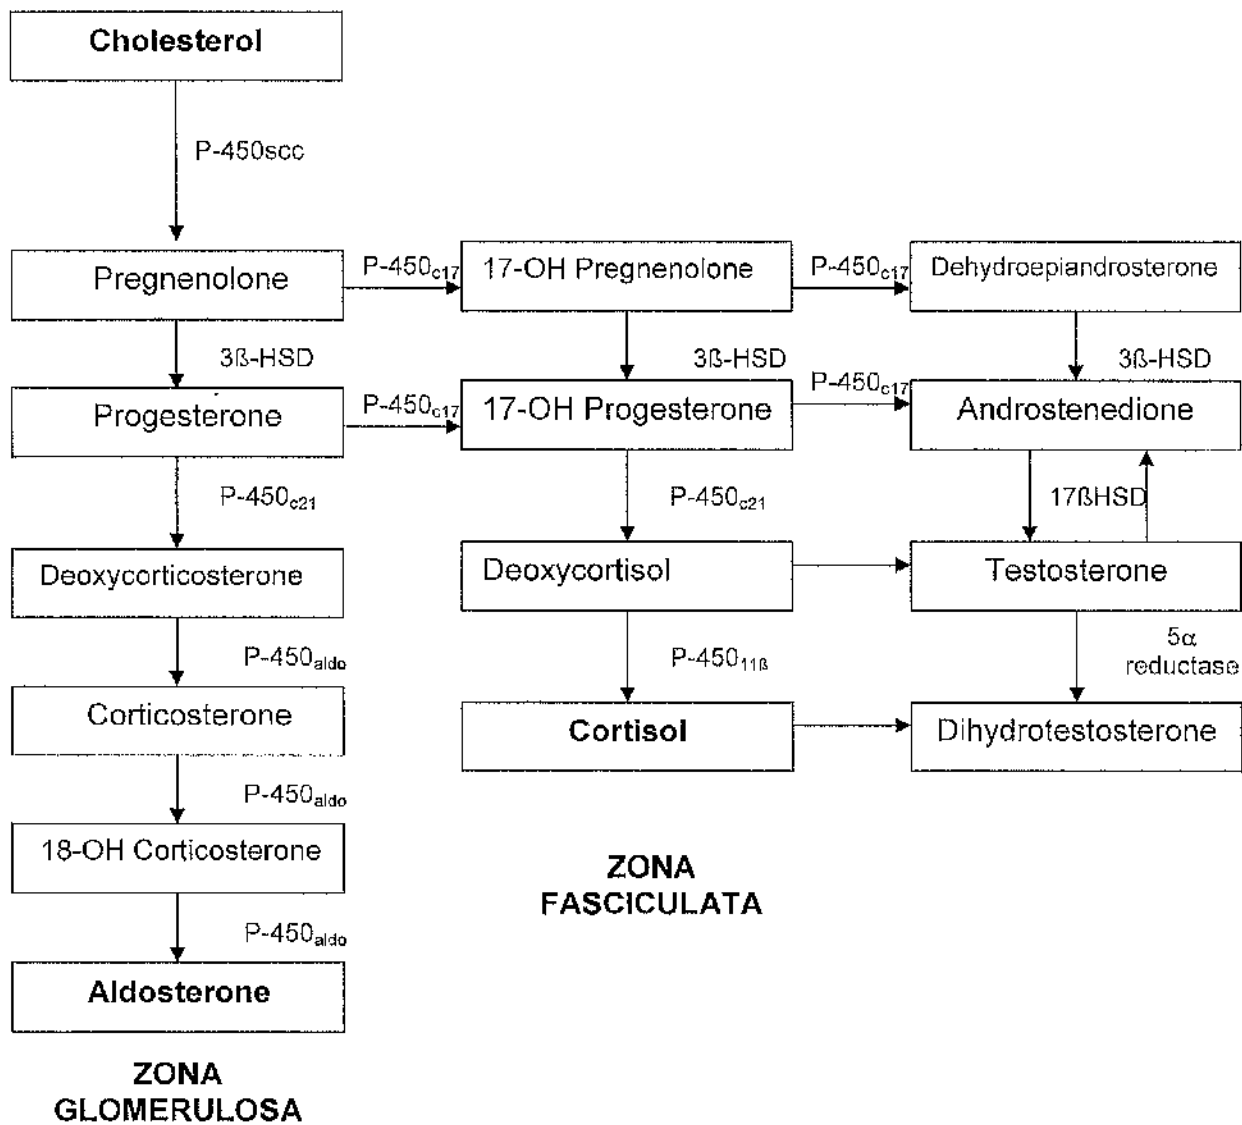 Cholesterol
P-450scc
Pregnenolone
P-450c17
17-OH Pregnenolone
P-450c17
Dehydroepiandrosterone
3ß-HSD
3ß-HSD
3ß-HSD
Progesterone
P-450c17
17-OH Progesterone
P-450c17
Androstenedione
P-450c21
P-450c21
17ßHSD
Deoxycorticosterone
Deoxycortisol
Testosterone
P-450aldo
P-45011ß
5α
reductase
Corticosterone
Cortisol
Dihydrotestosterone
P-450aldo
18-OH Corticosterone
ZONA
FASCICULATA
P-450aldo
Aldosterone
ZONA
GLOMERULOSA